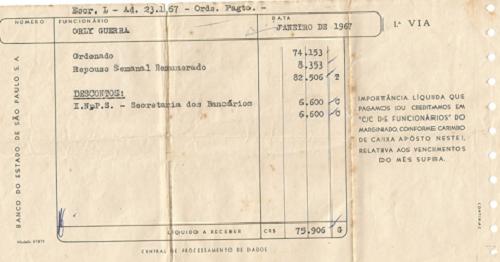 Escr. L - Ad. 23.1.67 - Ords. Pagto. -
NÚMERO FUNCIONÁRIO DATA
ORLY GUERRA JANEIRO DE 1967 1.ª VIA
Ordenado 74.153
Repouso Semanal Remunerado 8.353
82.506
DESCONTOS:
I.N.P.S. - Secretaria dos Bancários 6.600
6.600
BANCO DO ESTADO DE SÃO PAULO S. A.
IMPORTÂNCIA LÍQUIDA QUE
PAGAMOS (OU CREDITAMOS EM
"C/C DE FUNCIONÁRIOS" DO
MARGINADO, CONFORME CARIMBO
DE CAIXA APÔSTO NESTE),
RELATIVA AOS VENCIMENTOS
DO MÊS SUPRA.
LÍQUIDO A RECEBER CR$ 75.906
CENTRAL DE PROCESSAMENTO DE DADOS